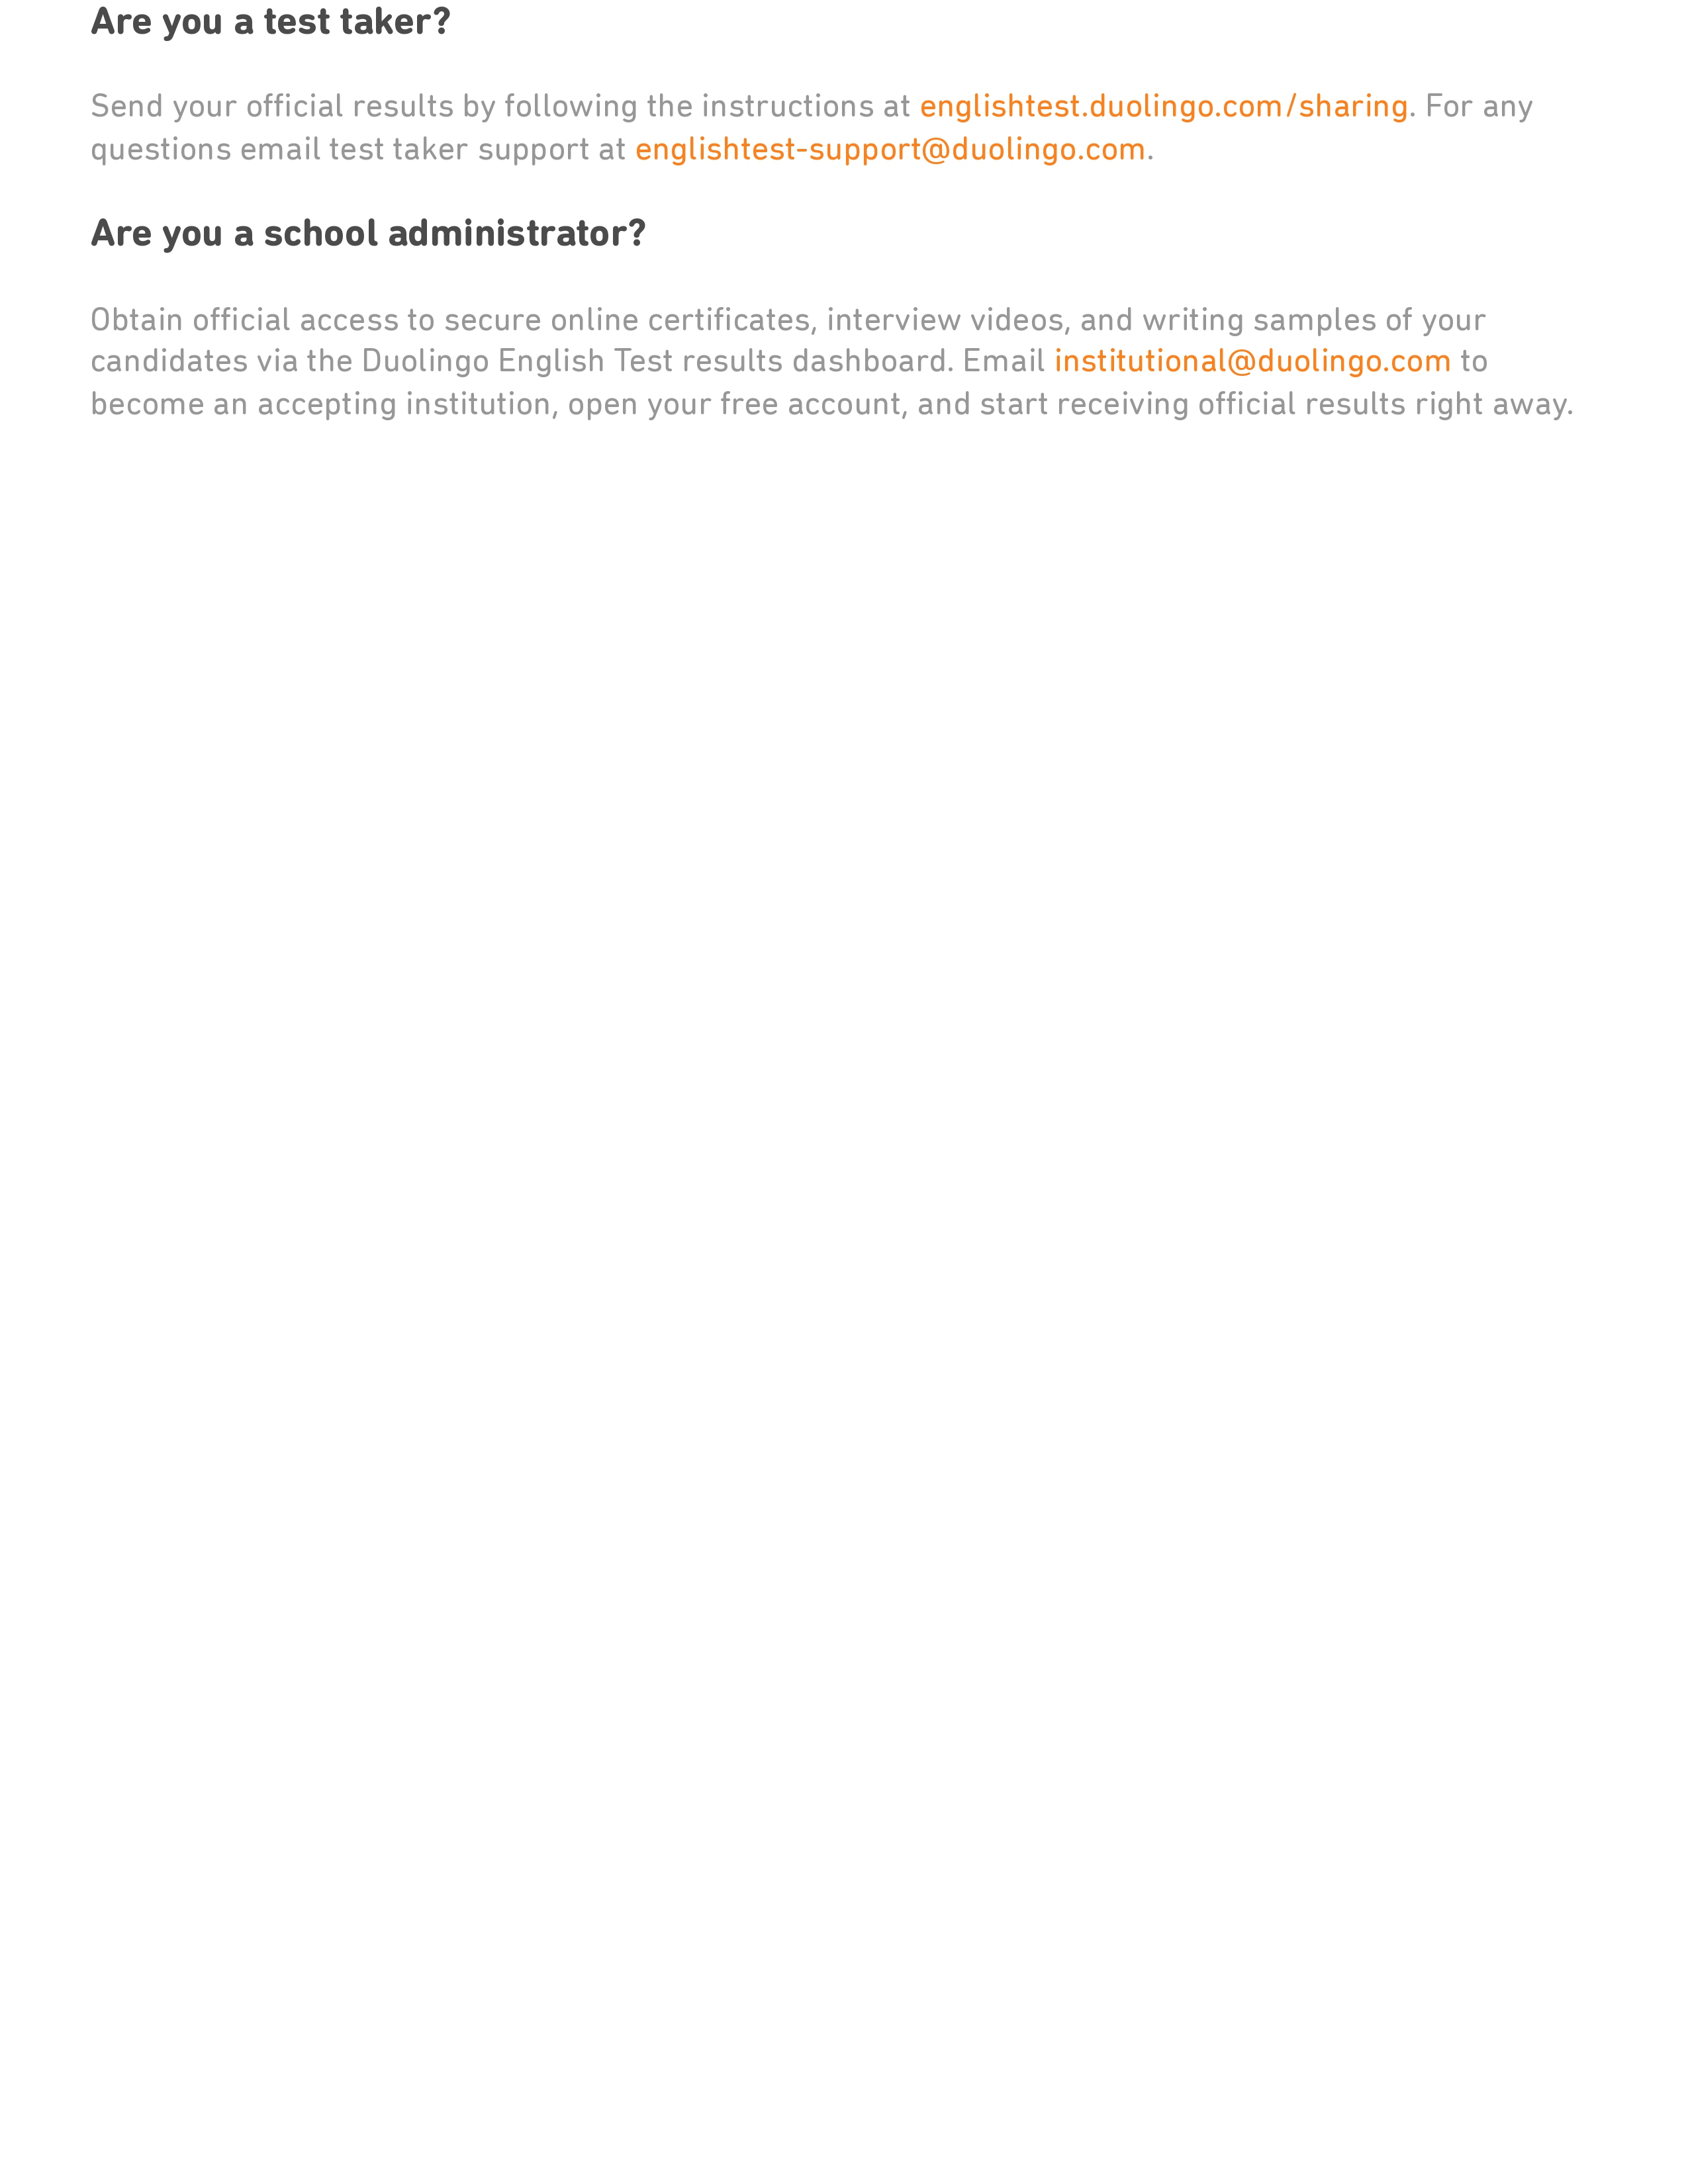 Are you a test taker?
Send your official results by following the instructions at englishtest.duolingo.com/sharing. For any
questions email test taker support at englishtest-support@duolingo.com.
Are you a school administrator?
Obtain official access to secure online certificates, interview videos, and writing samples of your
candidates via the Duolingo English Test results dashboard. Email institutional@duolingo.com to
become an accepting institution, open your free account, and start receiving official results right away.